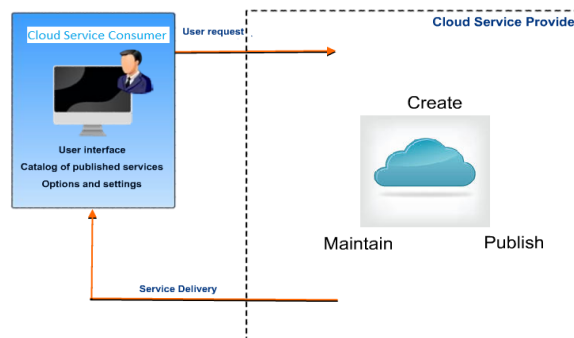 Cloud Service Consumer
User interface
Catalog of published services
Options and settings
User request
Cloud Service Provide
Create
Maintain
Publish
Service Delivery